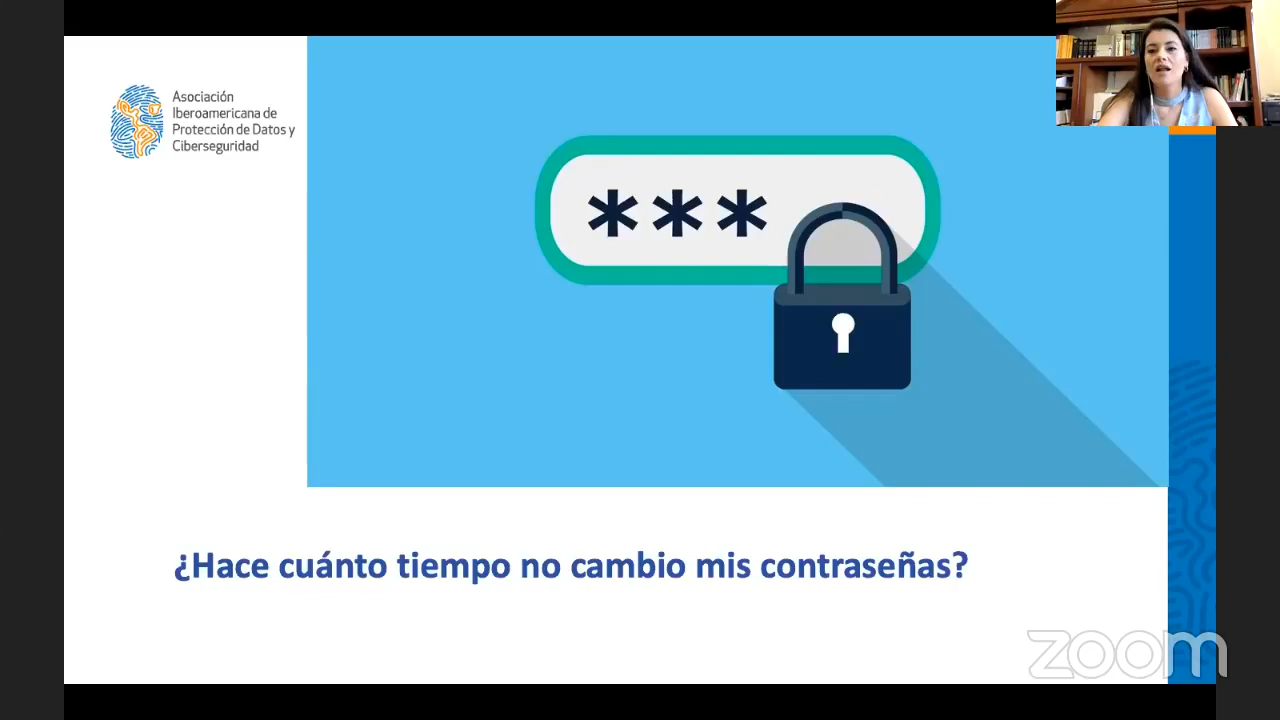 Asociación
Iberoamericana de
Protección de Datos y
Ciberseguridad
***
¿Hace cuánto tiempo no cambio mis contraseñas?
zoom